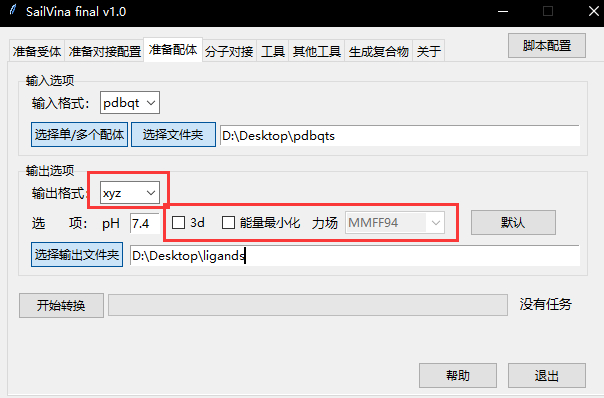 SailVina final v1.0
准备受体 准备对接配置 准备配体 分子对接 工具 其他工具 生成复合物 关于 脚本配置
输入选项
输入格式: pdbqt
选择单/多个配体 选择文件夹 D:\Desktop\pdbqts
输出选项
输出格式: xyz
选 项: pH 7.4 3d 能量最小化 力场 MMFF94 默认
选择输出文件夹 D:\Desktop\ligands
开始转换 没有任务
帮助 退出